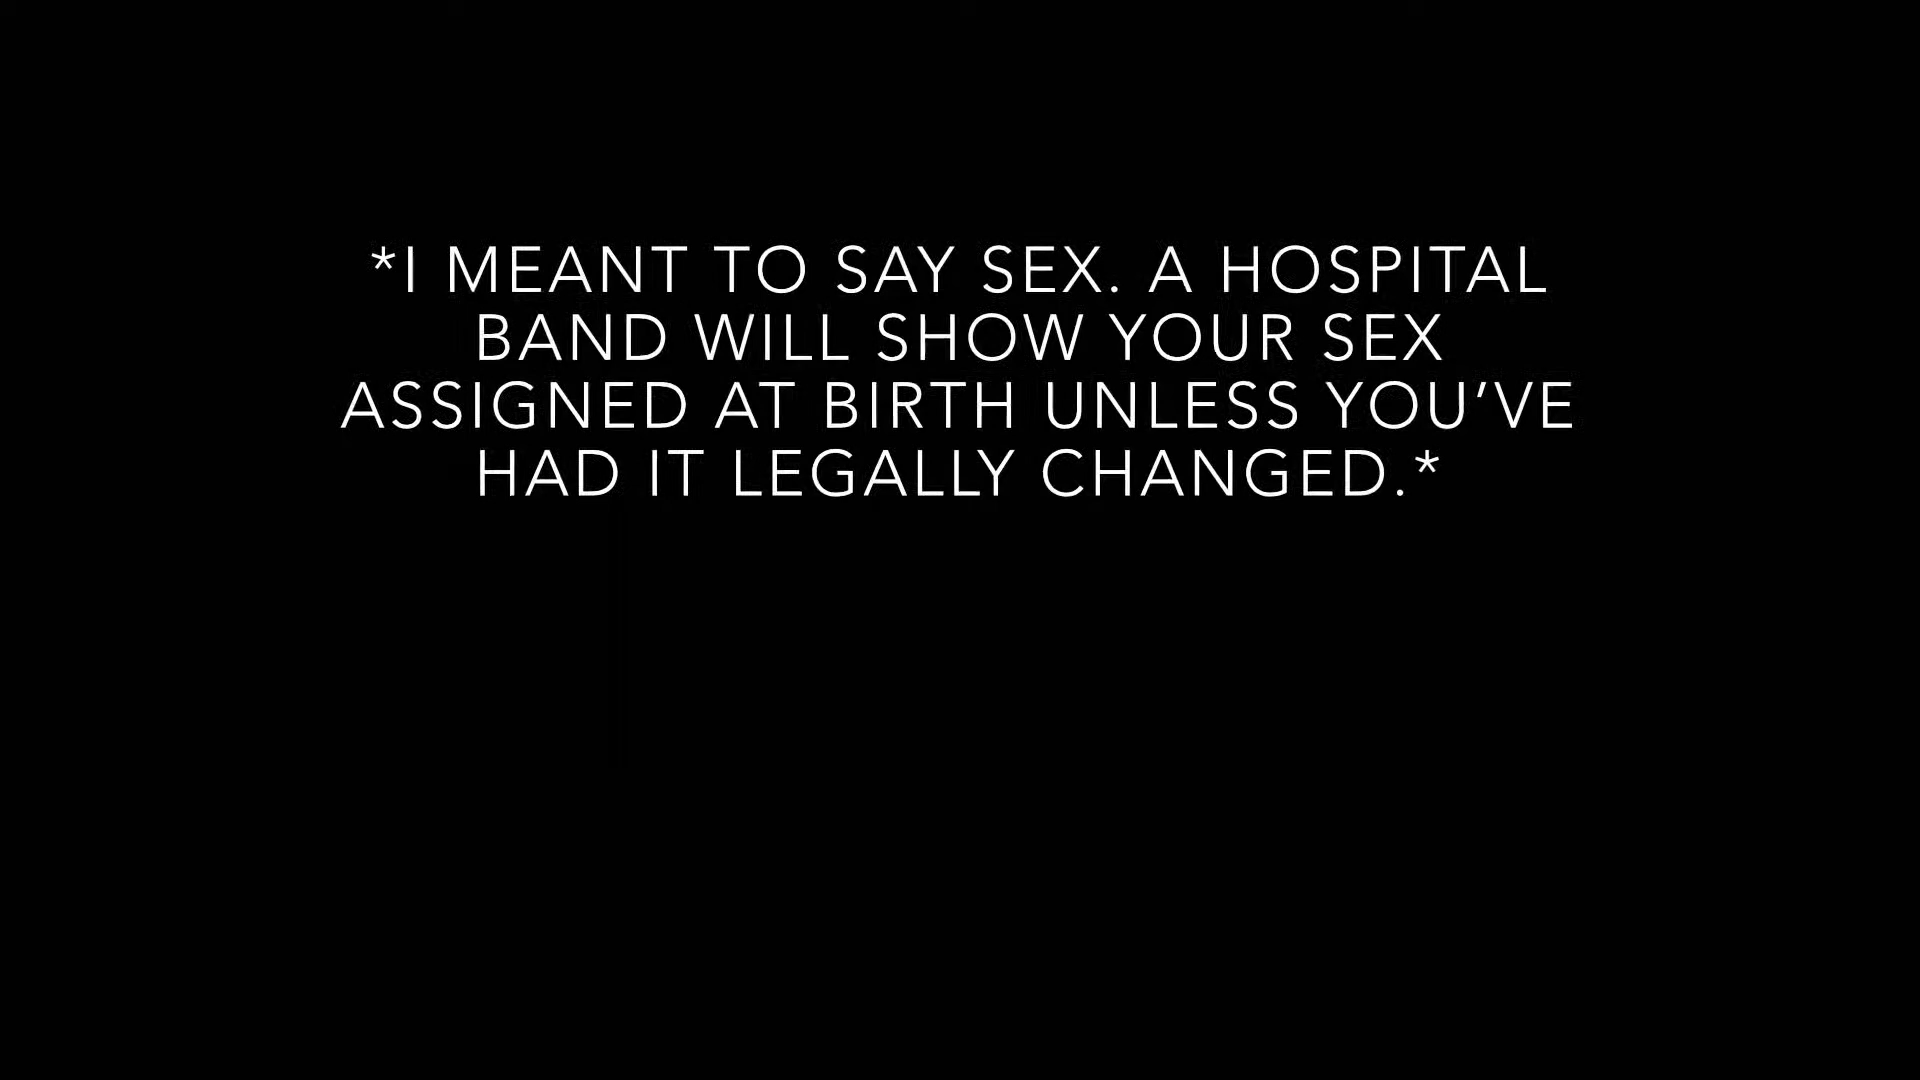 *I MEANT TO SAY SEX. A HOSPITAL
BAND WILL SHOW YOUR SEX
ASSIGNED AT BIRTH UNLESS YOU’VE
HAD IT LEGALLY CHANGED.*